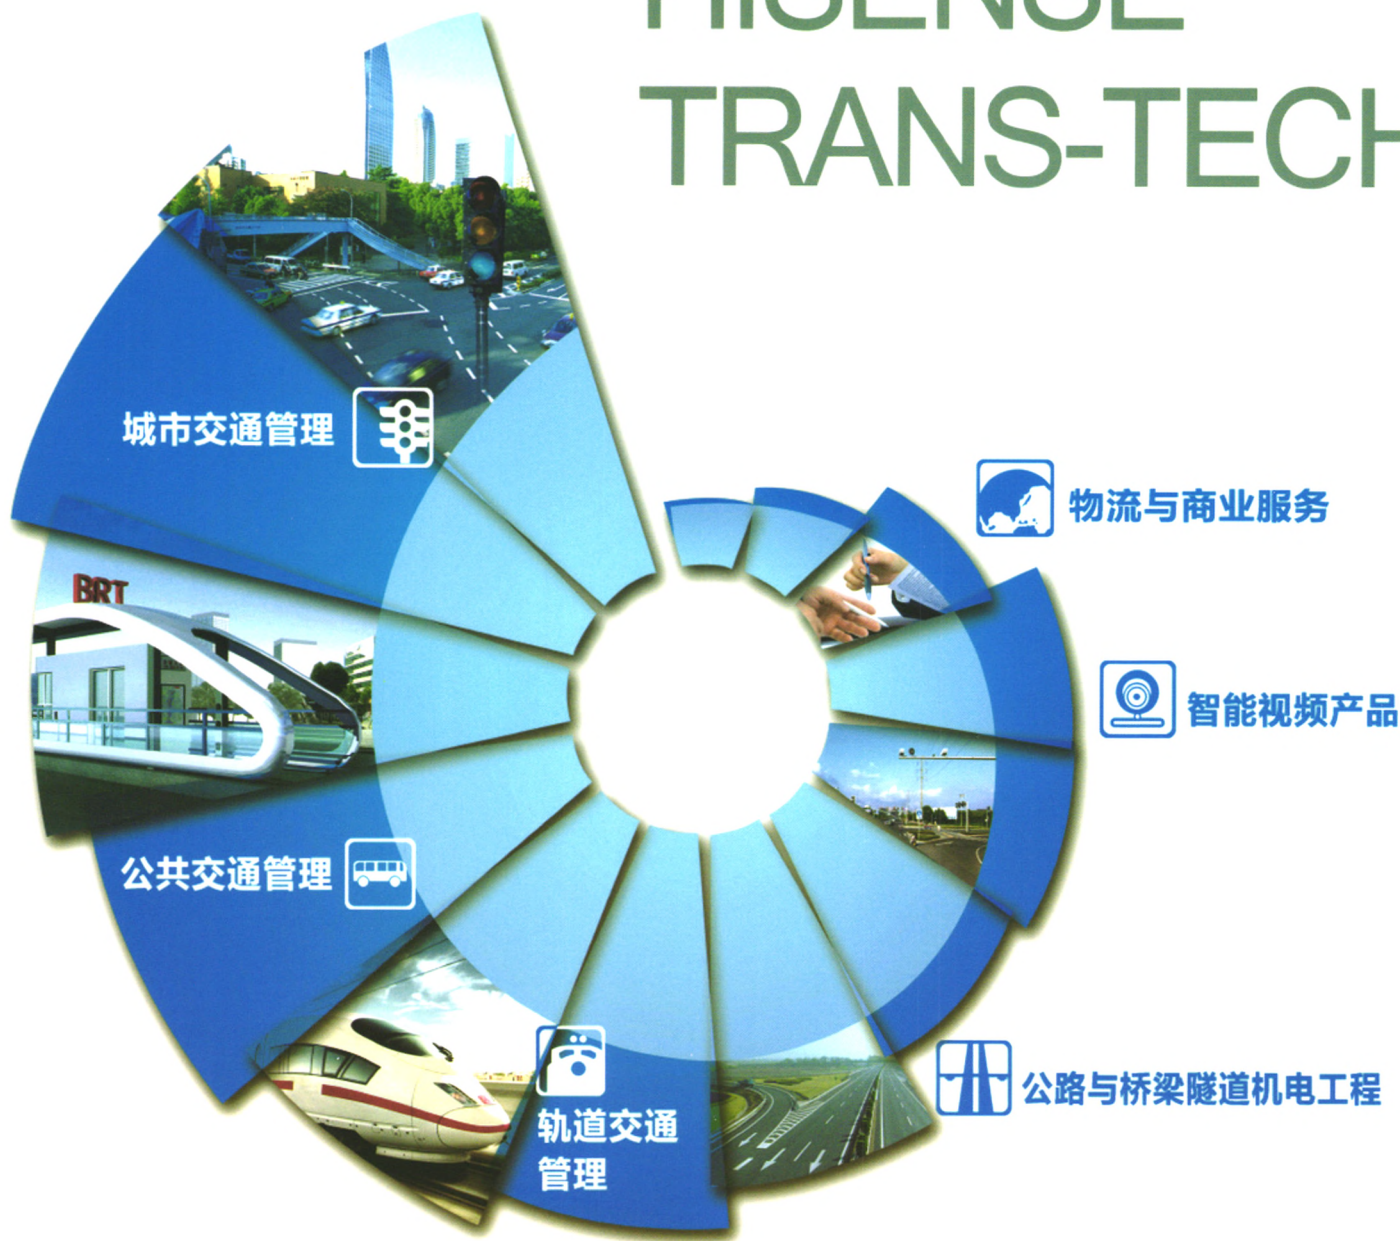 HISENSE
TRANS-TECH
城市交通管理
物流与商业服务
BRT
智能视频产品
公共交通管理
公路与桥梁隧道机电工程
轨道交通
管理